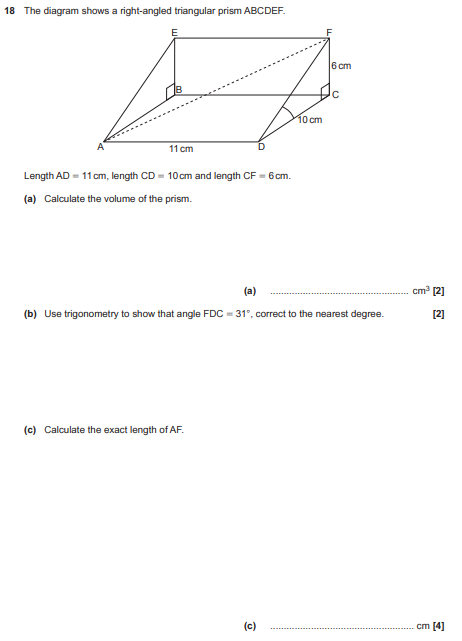 18 The diagram shows a right-angled triangular prism ABCDEF.
E
F
6 cm
B
C
10 cm
A
11 cm
D
Length AD = 11 cm, length CD = 10 cm and length CF = 6 cm.
(a) Calculate the volume of the prism.
(a) .................................................. cm³ [2]
(b) Use trigonometry to show that angle FDC = 31°, correct to the nearest degree. [2]
(c) Calculate the exact length of AF.
(c) .................................................. cm [4]